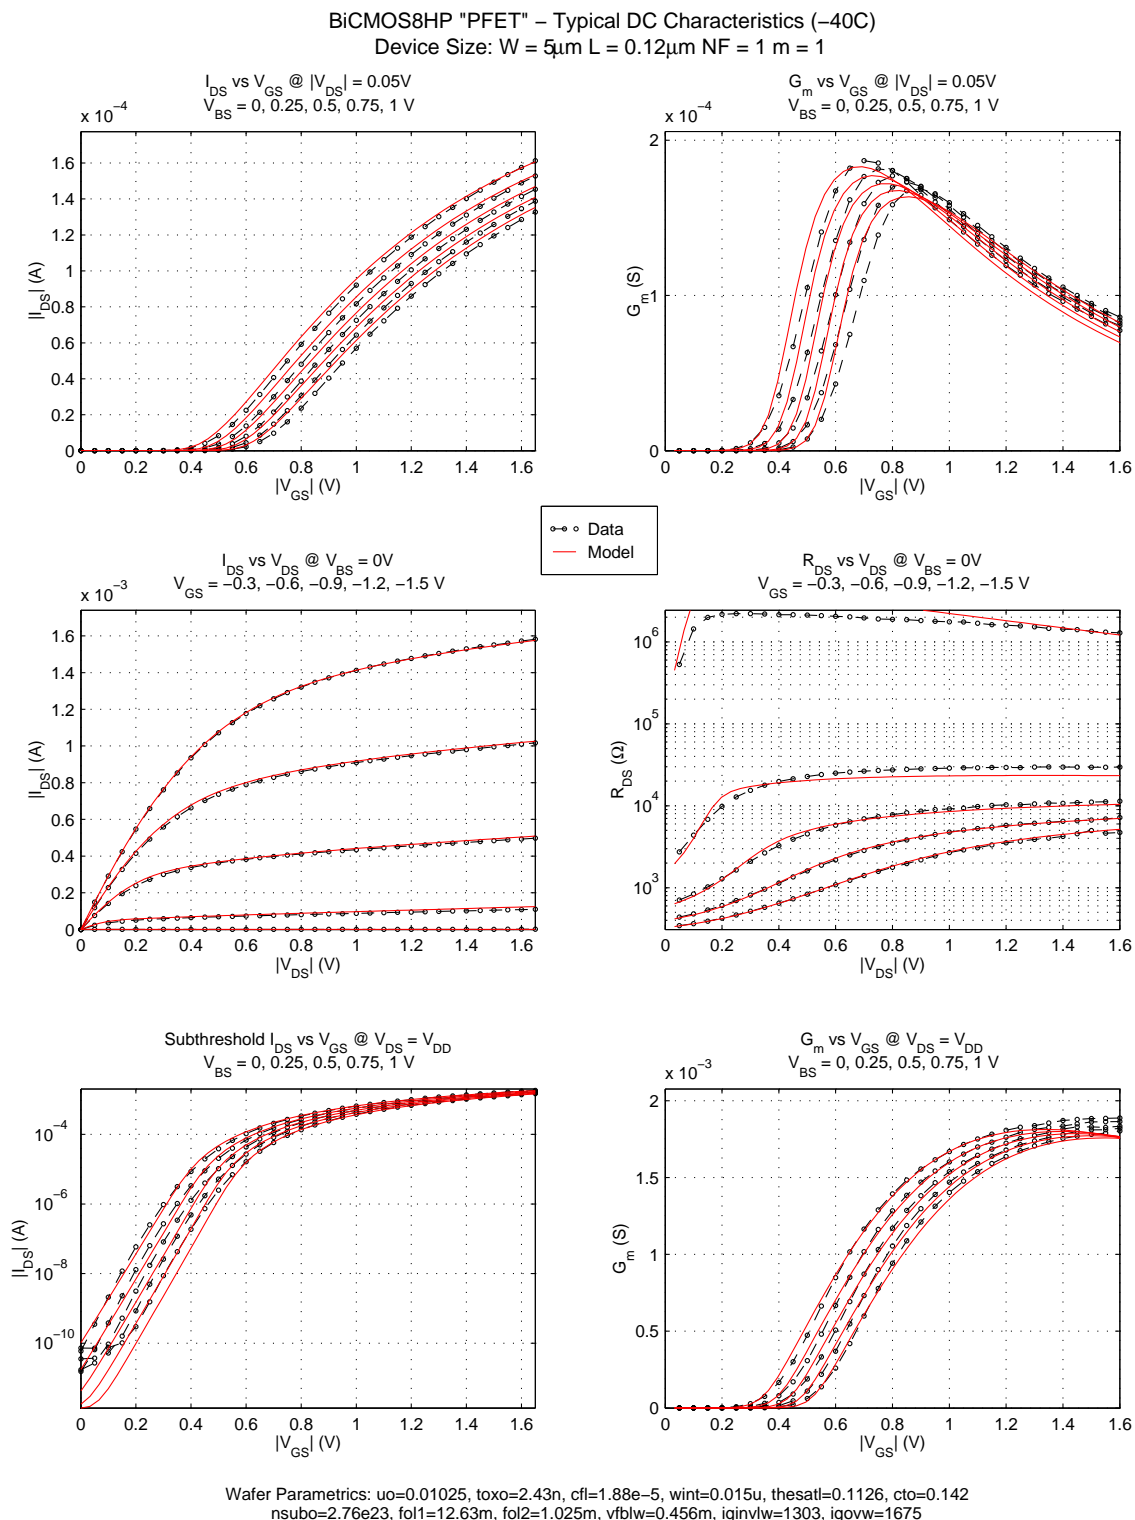 BiCMOS8HP "PFET" − Typical DC Characteristics (−40C)
Device Size: W = 5µm L = 0.12µm NF = 1 m = 1
I_DS vs V_GS @ |V_DS| = 0.05V
V_BS = 0, 0.25, 0.5, 0.75, 1 V
x 10^−4
1.6
1.4
1.2
1
0.8
0.6
0.4
0.2
0
|I_DS| (A)
0 0.2 0.4 0.6 0.8 1 1.2 1.4 1.6
|V_GS| (V)
G_m vs V_GS @ |V_DS| = 0.05V
V_BS = 0, 0.25, 0.5, 0.75, 1 V
x 10^−4
2
1
0
G_m (S)
0 0.2 0.4 0.6 0.8 1 1.2 1.4 1.6
|V_GS| (V)
Data
Model
I_DS vs V_DS @ V_BS = 0V
V_GS = −0.3, −0.6, −0.9, −1.2, −1.5 V
x 10^−3
1.6
1.4
1.2
1
0.8
0.6
0.4
0.2
0
|I_DS| (A)
0 0.2 0.4 0.6 0.8 1 1.2 1.4 1.6
|V_DS| (V)
R_DS vs V_DS @ V_BS = 0V
V_GS = −0.3, −0.6, −0.9, −1.2, −1.5 V
10^6
10^5
10^4
10^3
R_DS (Ω)
0 0.2 0.4 0.6 0.8 1 1.2 1.4 1.6
|V_DS| (V)
Subthreshold I_DS vs V_GS @ V_DS = V_DD
V_BS = 0, 0.25, 0.5, 0.75, 1 V
10^−4
10^−6
10^−8
10^−10
|I_DS| (A)
0 0.2 0.4 0.6 0.8 1 1.2 1.4 1.6
|V_GS| (V)
G_m vs V_GS @ V_DS = V_DD
V_BS = 0, 0.25, 0.5, 0.75, 1 V
x 10^−3
2
1.5
1
0.5
0
G_m (S)
0 0.2 0.4 0.6 0.8 1 1.2 1.4 1.6
|V_GS| (V)
Wafer Parametrics: uo=0.01025, toxo=2.43n, cfl=1.88e−5, wint=0.015u, thesatl=0.1126, cto=0.142
nsubo=2.76e23, fol1=12.63m, fol2=1.025m, vfblw=0.456m, iginvlw=1303, igovw=1675